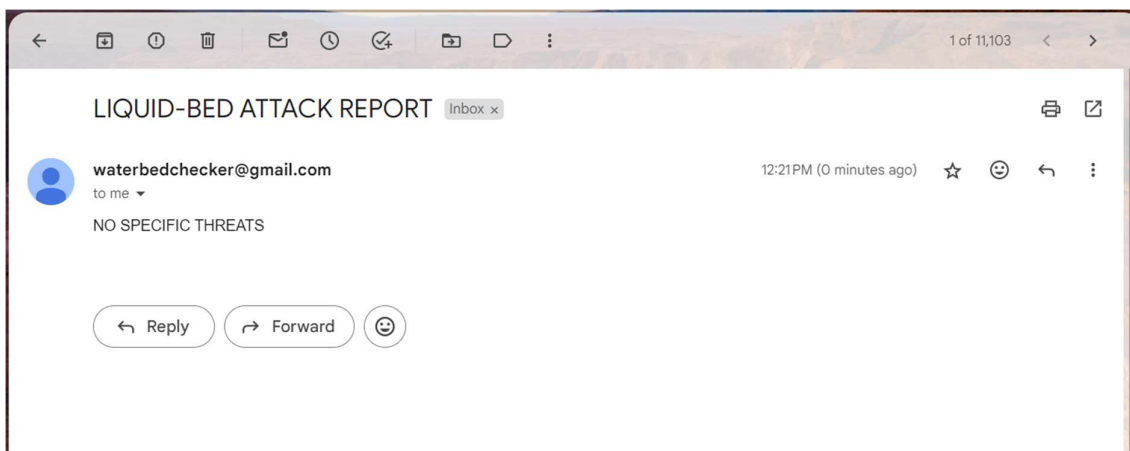 1 of 11,103
LIQUID-BED ATTACK REPORT Inbox ×
waterbedchecker@gmail.com 12:21 PM (0 minutes ago)
to me
NO SPECIFIC THREATS
Reply Forward